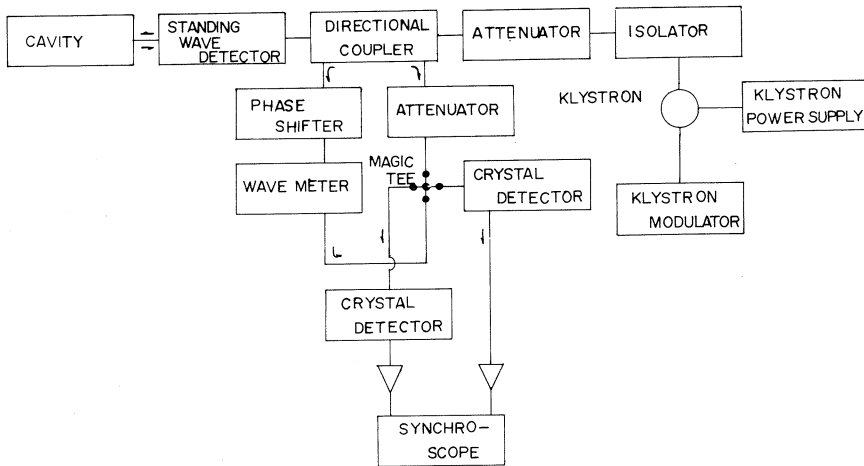 CAVITY
STANDING
WAVE
DETECTOR
DIRECTIONAL
COUPLER
ATTENUATOR
ISOLATOR
PHASE
SHIFTER
ATTENUATOR
KLYSTRON
KLYSTRON
POWER SUPPLY
WAVE METER
MAGIC
TEE
CRYSTAL
DETECTOR
KLYSTRON
MODULATOR
CRYSTAL
DETECTOR
SYNCHRO-
SCOPE